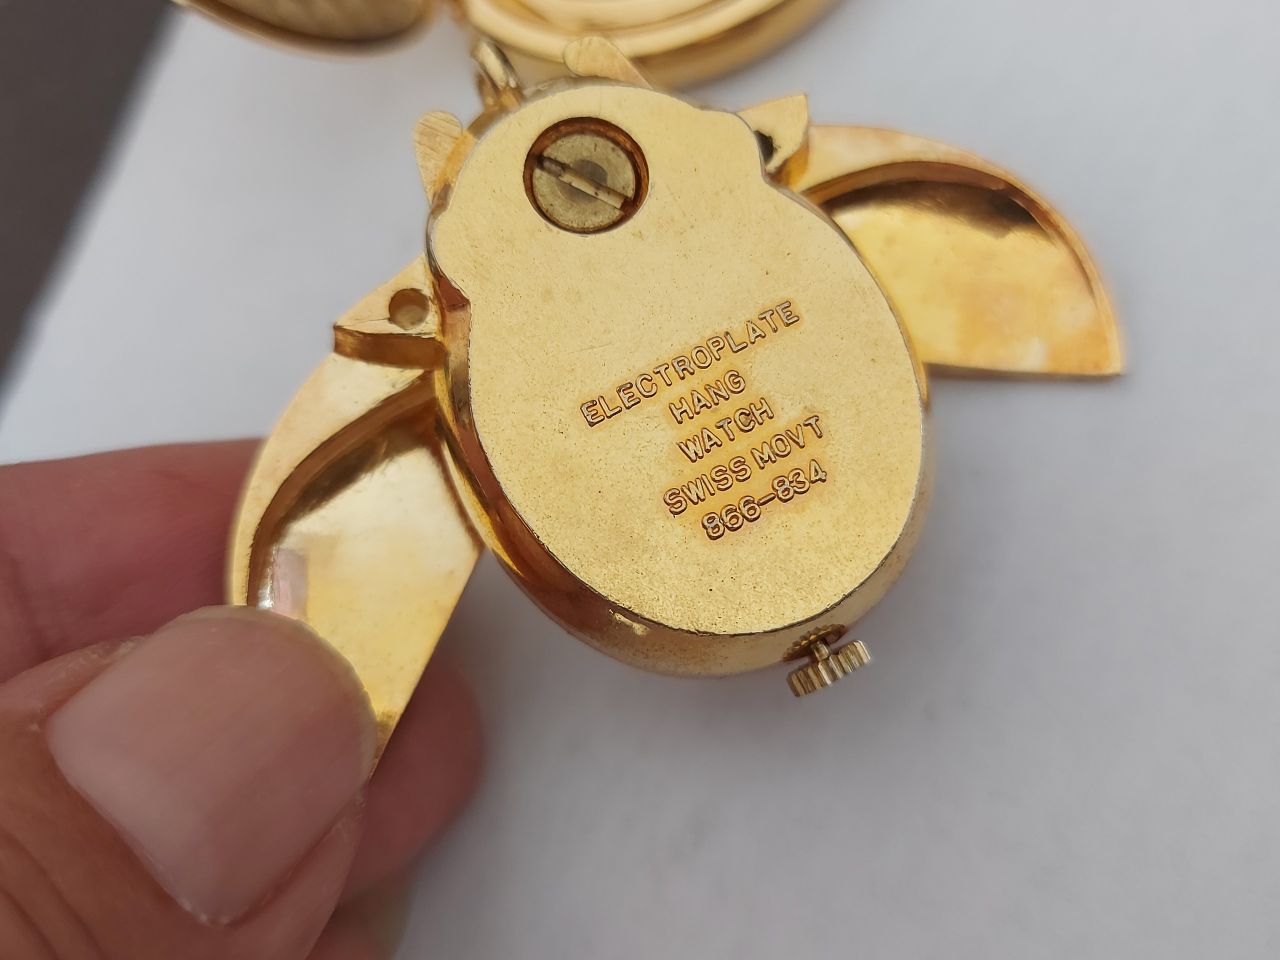 ELECTROPLATE
HANG
WATCH
SWISS MOVT
866-834